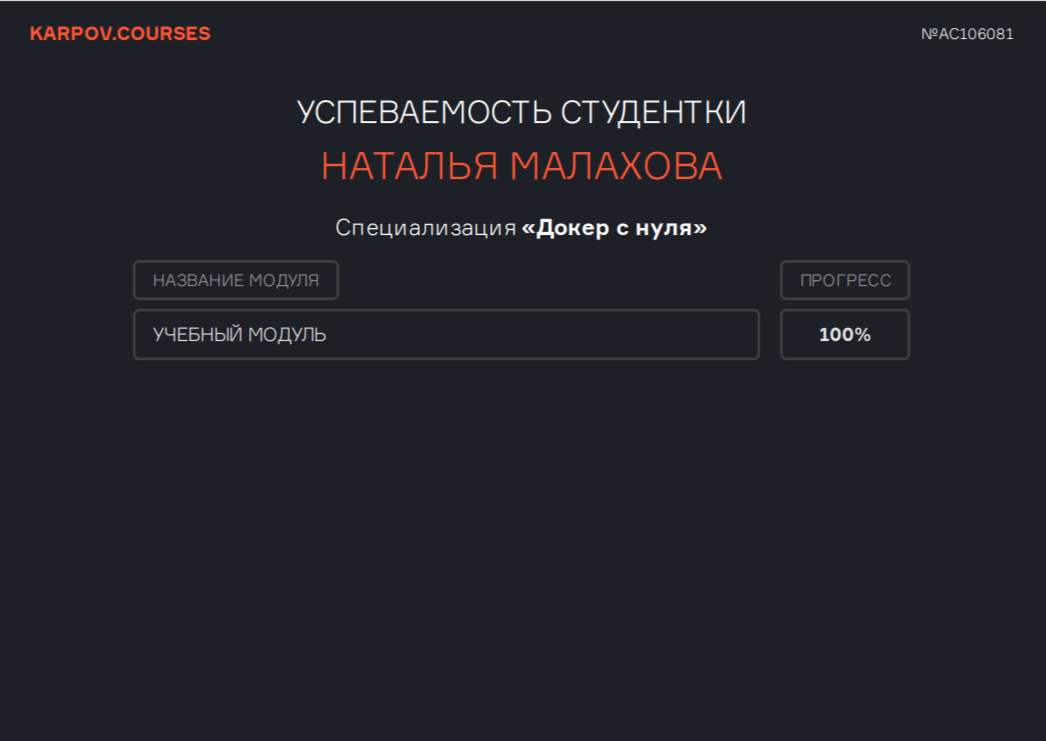 KARPOV.COURSES
№AC106081
УСПЕВАЕМОСТЬ СТУДЕНТКИ
НАТАЛЬЯ МАЛАХОВА
Специализация «Докер с нуля»
НАЗВАНИЕ МОДУЛЯ
ПРОГРЕСС
УЧЕБНЫЙ МОДУЛЬ
100%